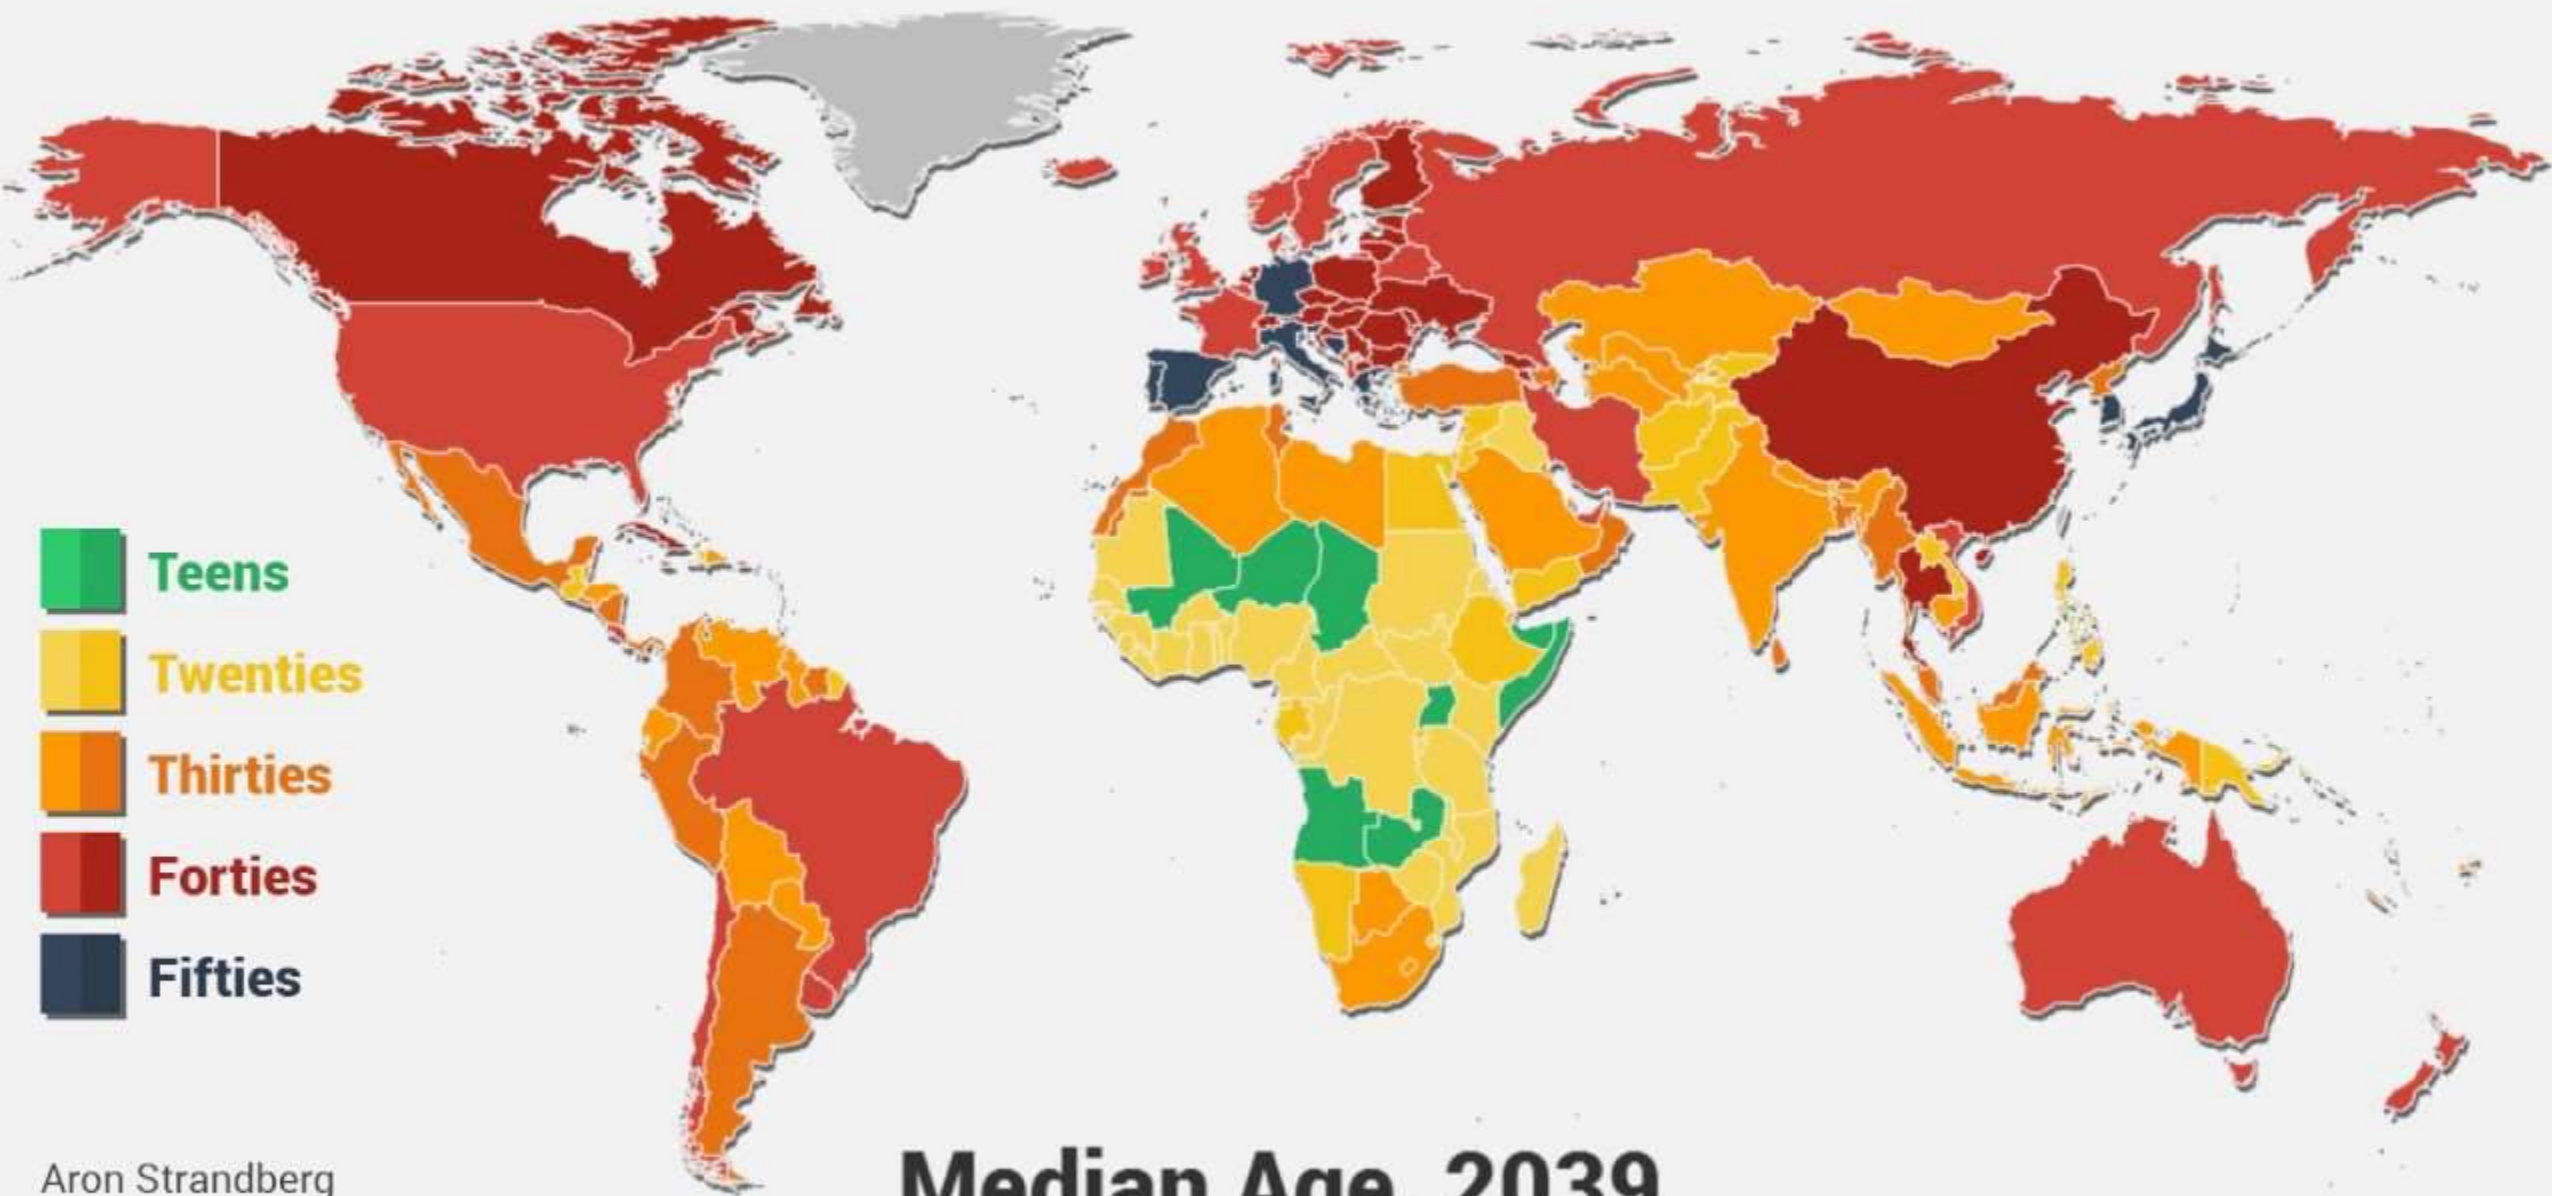 Teens
Twenties
Thirties
Forties
Fifties
Aron Strandberg
Median Age, 2039